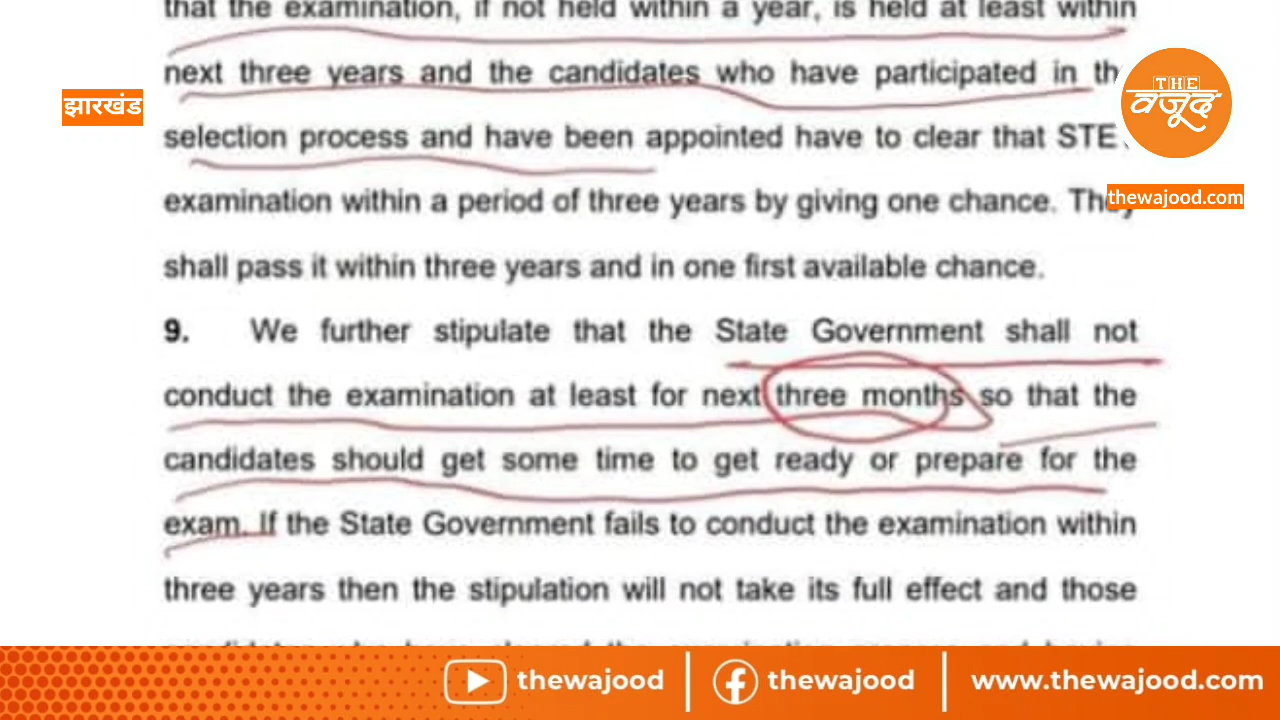 that the examination, if not held within a year, is held at least within
next three years and the candidates who have participated in the
झारखंड
THE
वजूद
selection process and have been appointed have to clear that STE
examination within a period of three years by giving one chance. They
thewajood.com
shall pass it within three years and in one first available chance.
9. We further stipulate that the State Government shall not
conduct the examination at least for next three months so that the
candidates should get some time to get ready or prepare for the
exam. If the State Government fails to conduct the examination within
three years then the stipulation will not take its full effect and those
thewajood
thewajood
www.thewajood.com